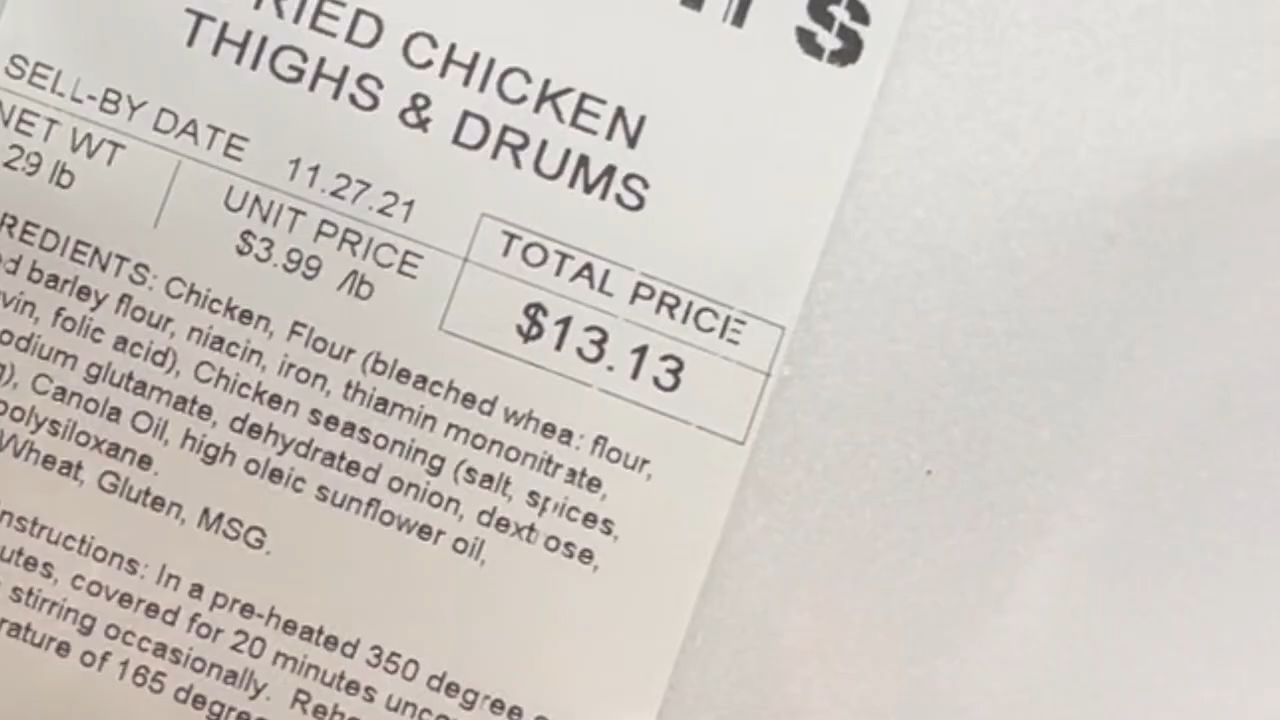 S
RIED CHICKEN
THIGHS & DRUMS
SELL-BY DATE 11.27.21
NET WT
29 lb
UNIT PRICE
$3.99 /lb
TOTAL PRICE
$13.13
REDIENTS: Chicken, Flour (bleached wheat flour,
d barley flour, niacin, iron, thiamin mononitrate,
vin, folic acid), Chicken seasoning (salt, spices,
odium glutamate, dehydrated onion, dextrose,
), Canola Oil, high oleic sunflower oil,
polysiloxane.
Wheat, Gluten, MSG.
nstructions: In a pre-heated 350 degree
utes, covered for 20 minutes unco
stirring occasionally. Rehe
rature of 165 degre